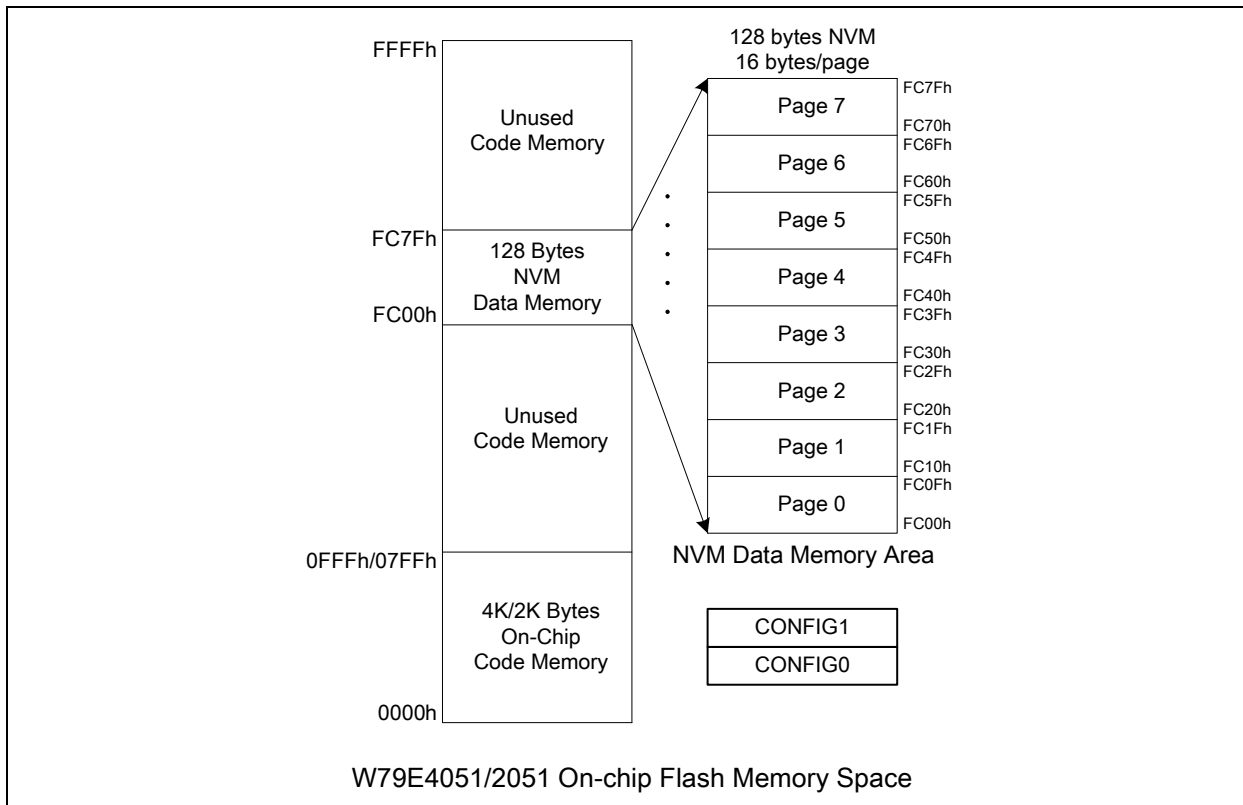 FFFFh
Unused
Code Memory
FC7Fh
128 Bytes
NVM
Data Memory
FC00h
Unused
Code Memory
0FFFh/07FFh
4K/2K Bytes
On-Chip
Code Memory
0000h
128 bytes NVM
16 bytes/page
FC7Fh
Page 7
FC70h
FC6Fh
Page 6
FC60h
FC5Fh
Page 5
FC50h
FC4Fh
Page 4
FC40h
FC3Fh
Page 3
FC30h
FC2Fh
Page 2
FC20h
FC1Fh
Page 1
FC10h
FC0Fh
Page 0
FC00h
NVM Data Memory Area
CONFIG1
CONFIG0
W79E4051/2051 On-chip Flash Memory Space